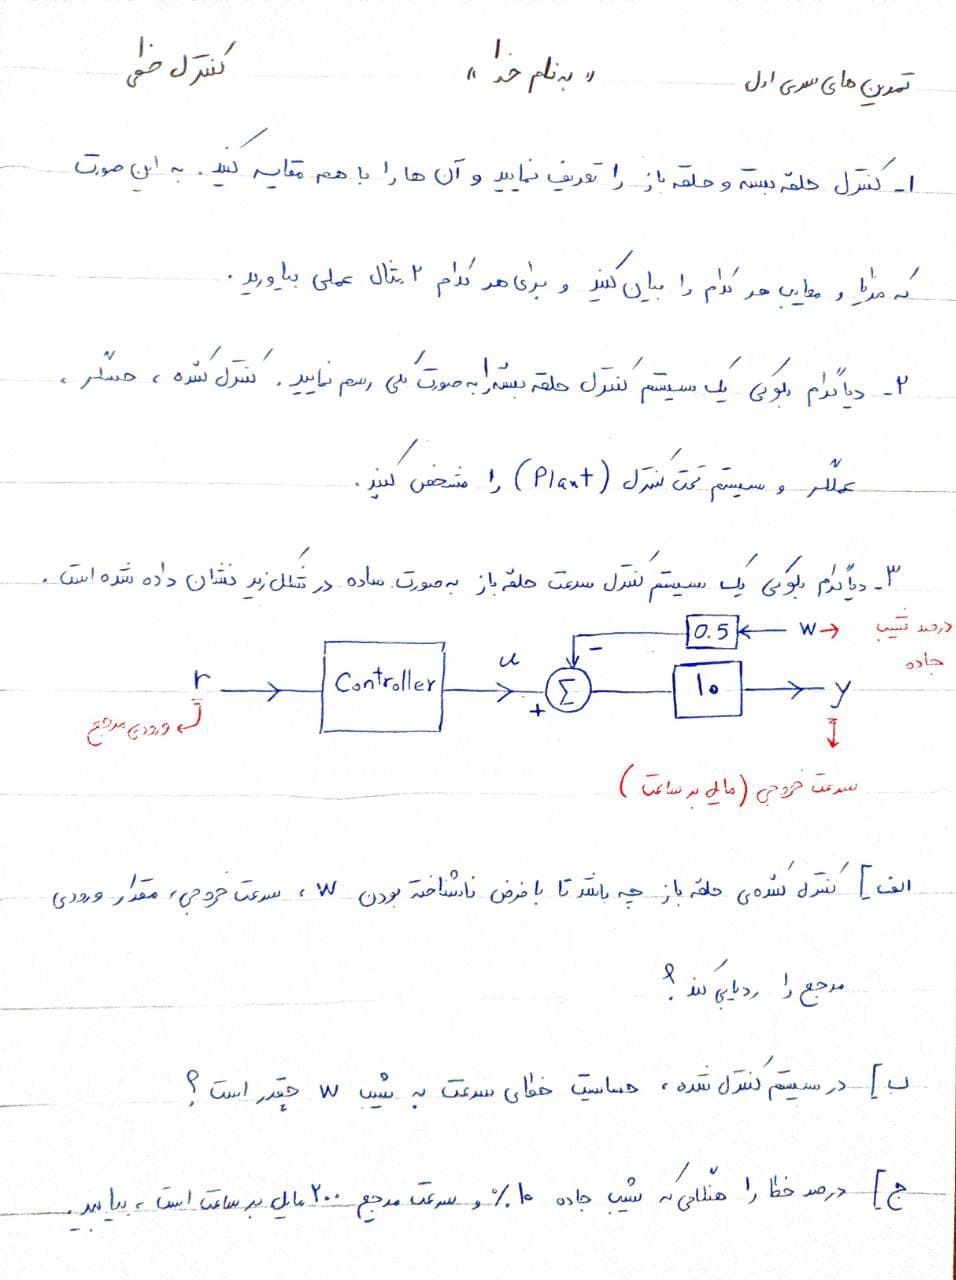 تمرین های سری اول « به نام خدا » کنترل خطی
۱- کنترل حلقه بسته و حلقه باز را تعریف نمایید و آن ها را با هم مقایسه کنید. به این صورت
که مزایا و معایب هر کدام را بیان کنید و برای هر کدام ۲ مثال عملی بیاورید.
۲- دیاگرام بلوکی یک سیستم کنترل حلقه بسته را به صورت کلی رسم نمایید. کنترل کننده ، حسگر ،
عملگر و سیستم تحت کنترل (Plant) را مشخص کنید.
۳- دیاگرام بلوکی یک سیستم کنترل سرعت حلقه باز به صورت ساده در شکل زیر نشان داده شده است.
0.5 w درصد شیب
جاده
r Controller u + - Σ 10 y
ورودی مرجع
سرعت خروجی (مایل بر ساعت)
الف] کنترل کننده‌ی حلقه باز چه باشد تا با فرض ناشناخته بودن w ، سرعت خروجی، مقدار ورودی
مرجع را ردیابی کند ؟
ب] در سیستم کنترل شده ، حساسیت خطای سرعت به شیب w چقدر است ؟
ج] درصد خطا را هنگامی که شیب جاده ۱۰٪ و سرعت مرجع ۲۰۰ مایل بر ساعت است ، بیابید.